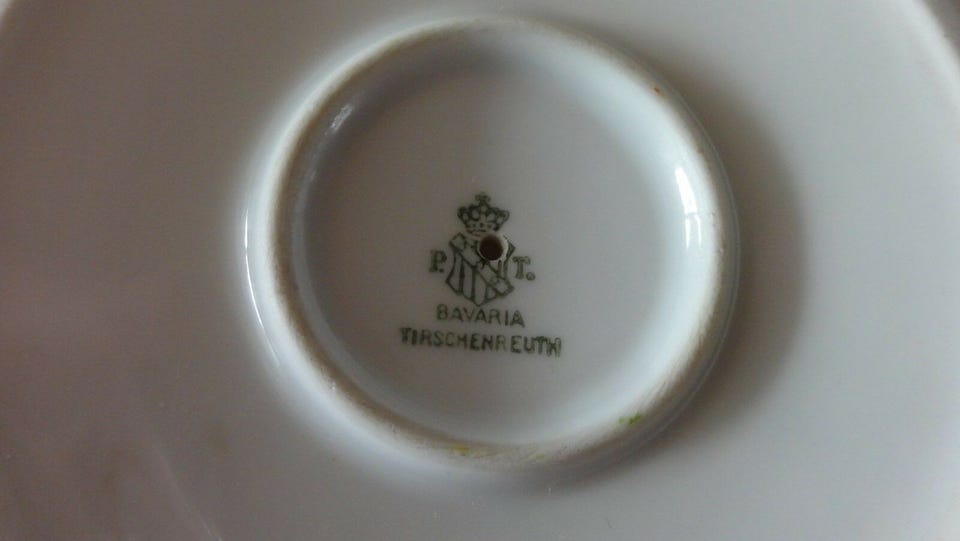 P. T.
BAVARIA
TIRSCHENREUTH